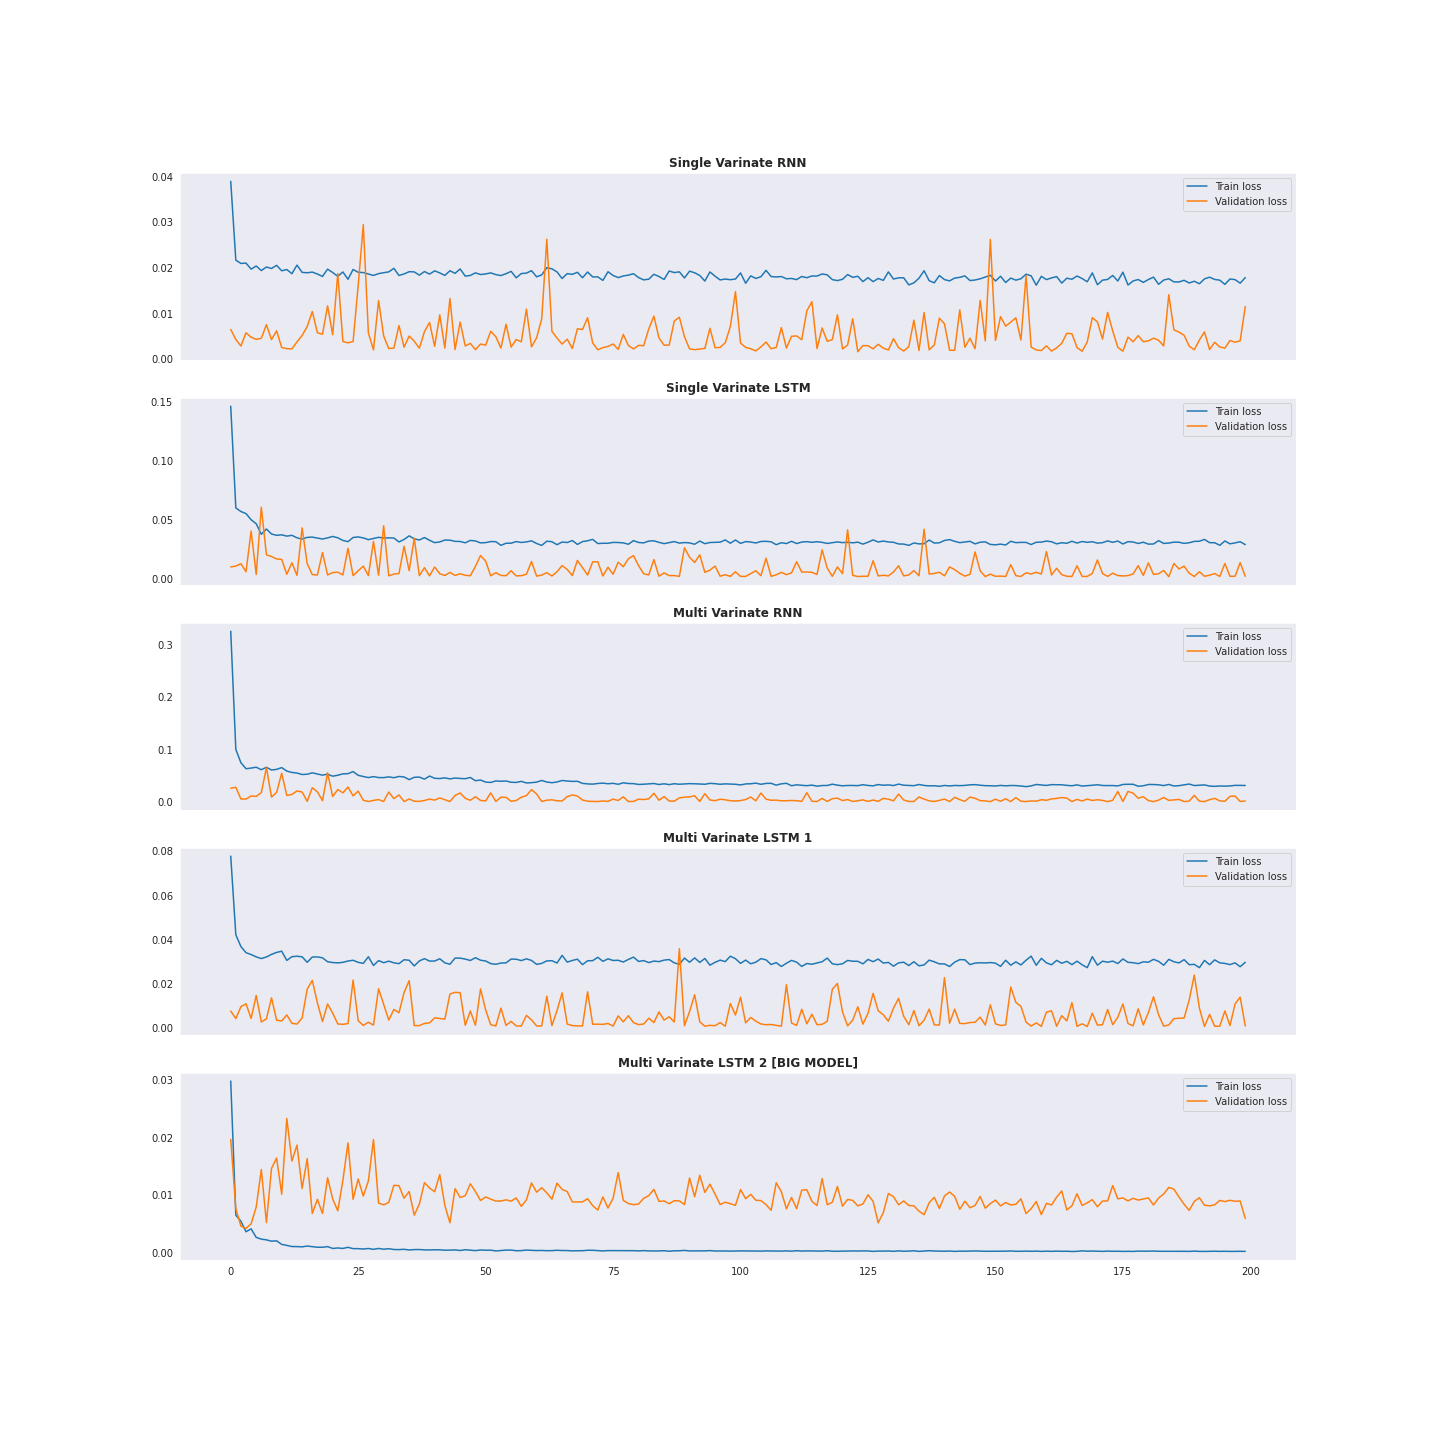 Single Varinate RNN
0.04
0.03
0.02
0.01
0.00
Train loss
Validation loss
Single Varinate LSTM
0.15
0.10
0.05
0.00
Train loss
Validation loss
Multi Varinate RNN
0.3
0.2
0.1
0.0
Train loss
Validation loss
Multi Varinate LSTM 1
0.08
0.06
0.04
0.02
0.00
Train loss
Validation loss
Multi Varinate LSTM 2 [BIG MODEL]
0.03
0.02
0.01
0.00
Train loss
Validation loss
0 25 50 75 100 125 150 175 200